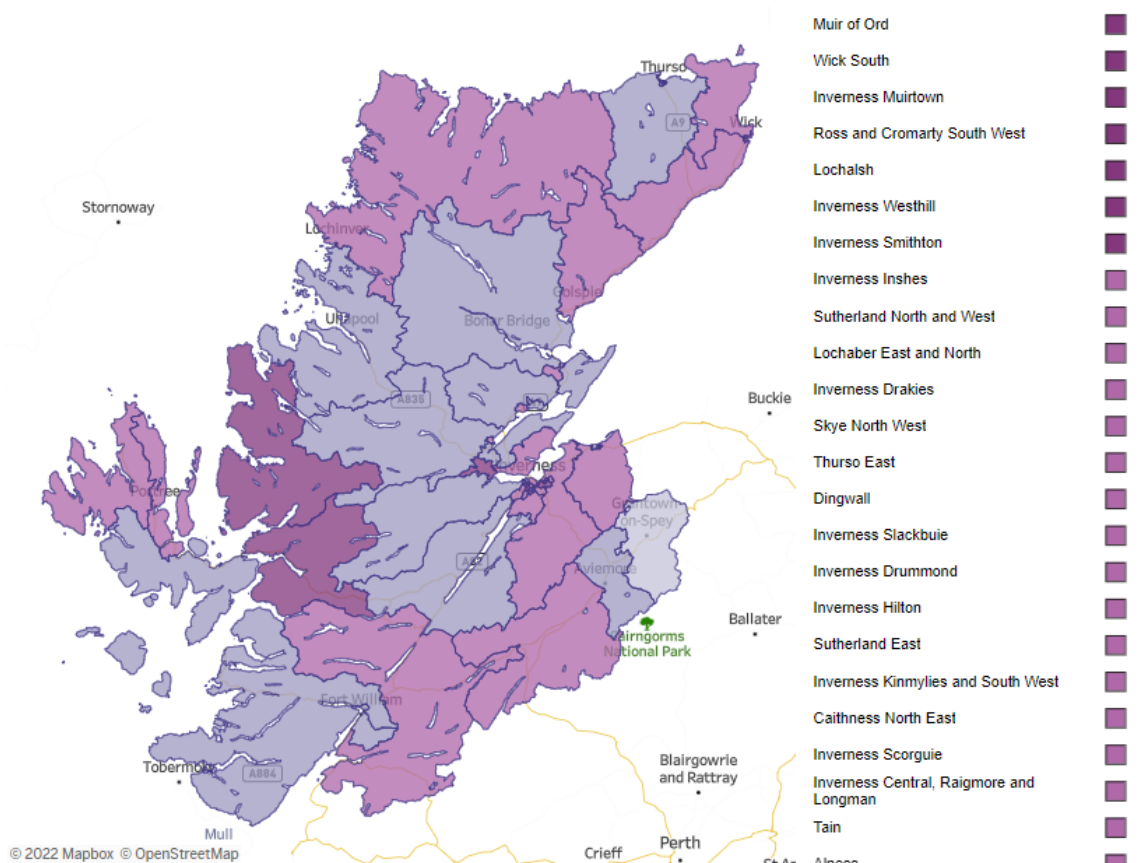 Thurso
A9
Wick
Stornoway
Lochinver
Golspie
Ullapool
Bonar Bridge
A835
Buckie
Inverness
Portree
Grantown
on-Spey
A82
Aviemore
Ballater
Cairngorms
National Park
Fort William
Tobermory
A884
Blairgowrie
and Rattray
Mull
Perth
Crieff
© 2022 Mapbox © OpenStreetMap
Muir of Ord
Wick South
Inverness Muirtown
Ross and Cromarty South West
Lochalsh
Inverness Westhill
Inverness Smithton
Inverness Inshes
Sutherland North and West
Lochaber East and North
Inverness Drakies
Skye North West
Thurso East
Dingwall
Inverness Slackbuie
Inverness Drummond
Inverness Hilton
Sutherland East
Inverness Kinmylies and South West
Caithness North East
Inverness Scorguie
Inverness Central, Raigmore and
Longman
Tain